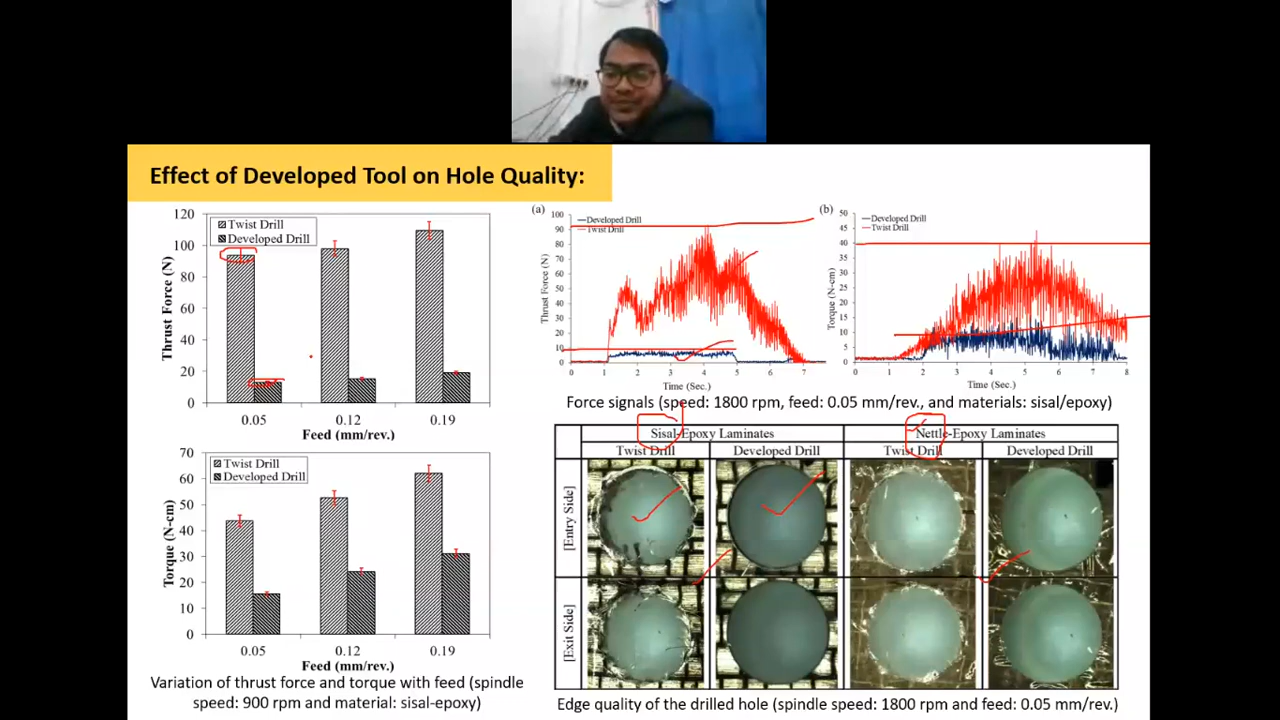 Effect of Developed Tool on Hole Quality:
120
100
80
60
40
20
0
Thrust Force (N)
Twist Drill
Developed Drill
0.05 0.12 0.19
Feed (mm/rev.)
70
60
50
40
30
20
10
0
Torque (N-cm)
Twist Drill
Developed Drill
0.05 0.12 0.19
Feed (mm/rev.)
Variation of thrust force and torque with feed (spindle
speed: 900 rpm and material: sisal-epoxy)
(a)
100
90
80
70
60
50
40
30
20
10
0
Thrust Force (N)
Developed Drill
Twist Drill
0 1 2 3 4 5 6 7
Time (Sec.)
(b)
50
45
40
35
30
25
20
15
10
5
0
Torque (N-cm)
Developed Drill
Twist Drill
0 1 2 3 4 5 6 7 8
Time (Sec.)
Force signals (speed: 1800 rpm, feed: 0.05 mm/rev., and materials: sisal/epoxy)
Sisal-Epoxy Laminates Nettle-Epoxy Laminates
Twist Drill Developed Drill Twist Drill Developed Drill
[Entry Side]
[Exit Side]
Edge quality of the drilled hole (spindle speed: 1800 rpm and feed: 0.05 mm/rev.)